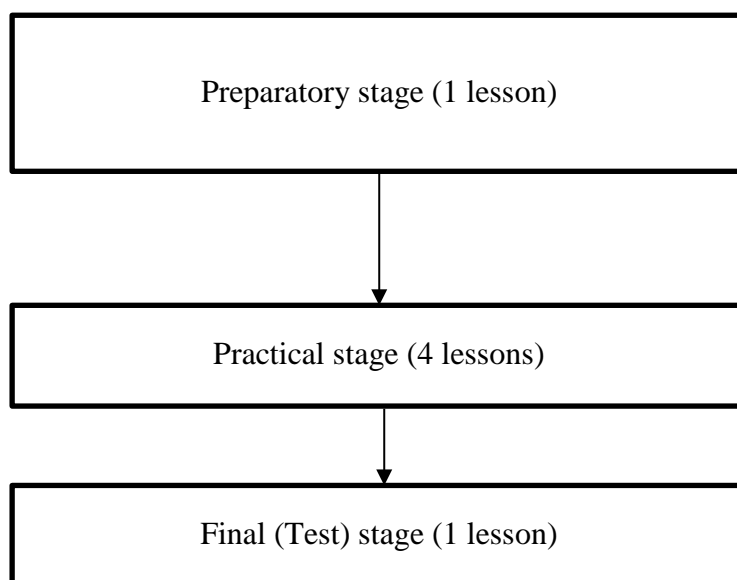 Preparatory stage (1 lesson)
Practical stage (4 lessons)
Final (Test) stage (1 lesson)